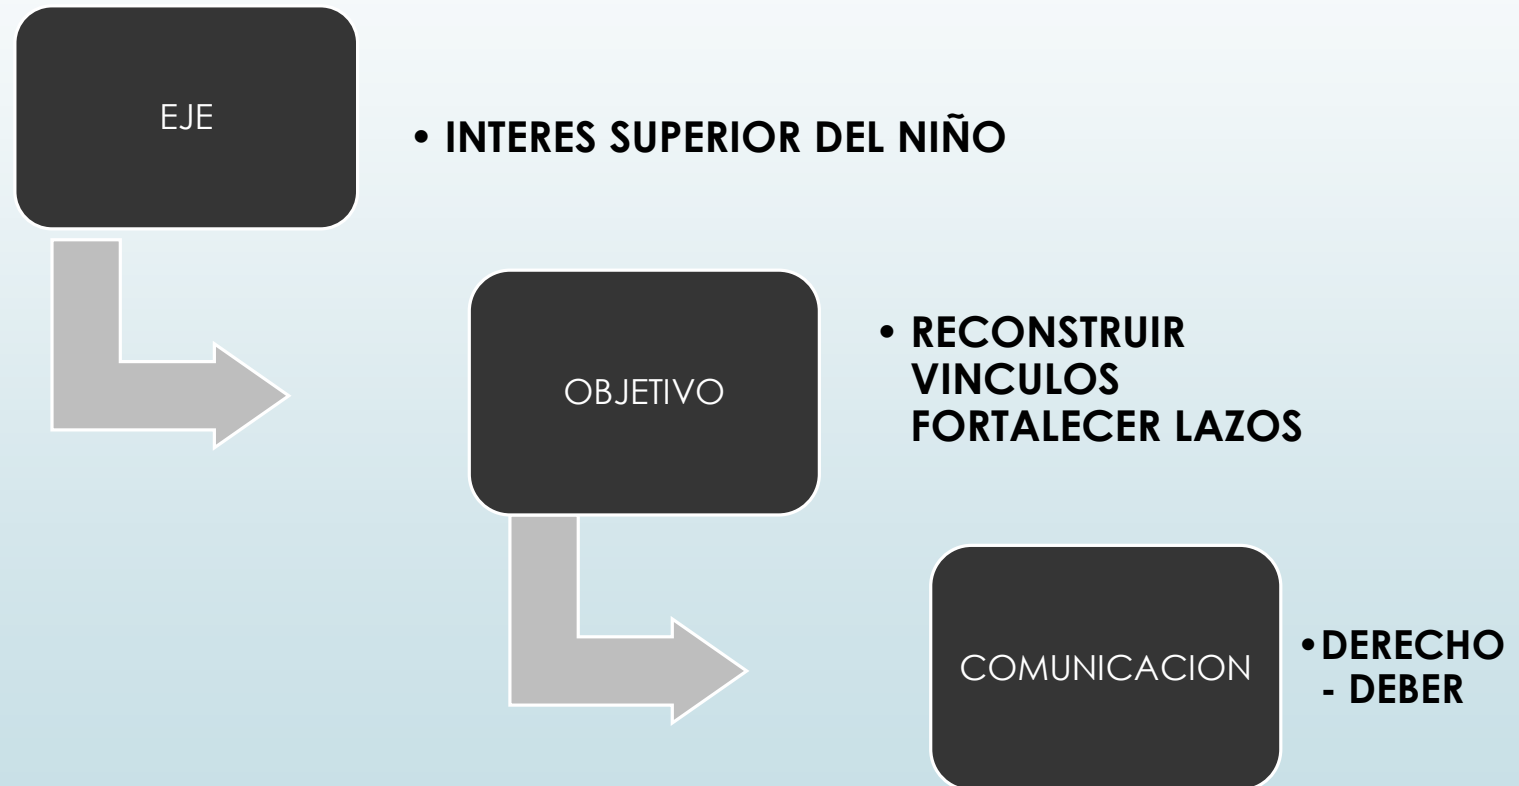 EJE
• INTERES SUPERIOR DEL NIÑO
OBJETIVO
• RECONSTRUIR
VINCULOS
FORTALECER LAZOS
COMUNICACION
•DERECHO
- DEBER